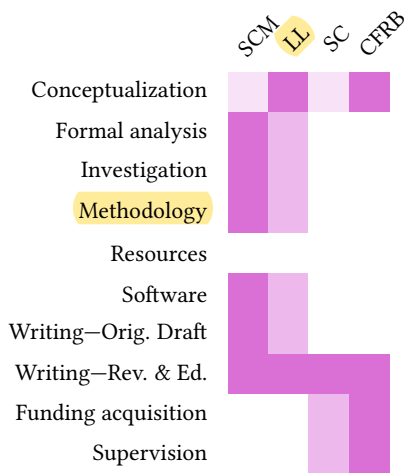 SCM LL SC CFRB
Conceptualization
Formal analysis
Investigation
Methodology
Resources
Software
Writing—Orig. Draft
Writing—Rev. & Ed.
Funding acquisition
Supervision